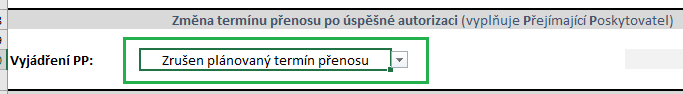 Změna termínu přenosu po úspěšné autorizaci (vyplňuje Přejímající Poskytovatel)
Vyjádření PP: Zrušen plánovaný termín přenosu